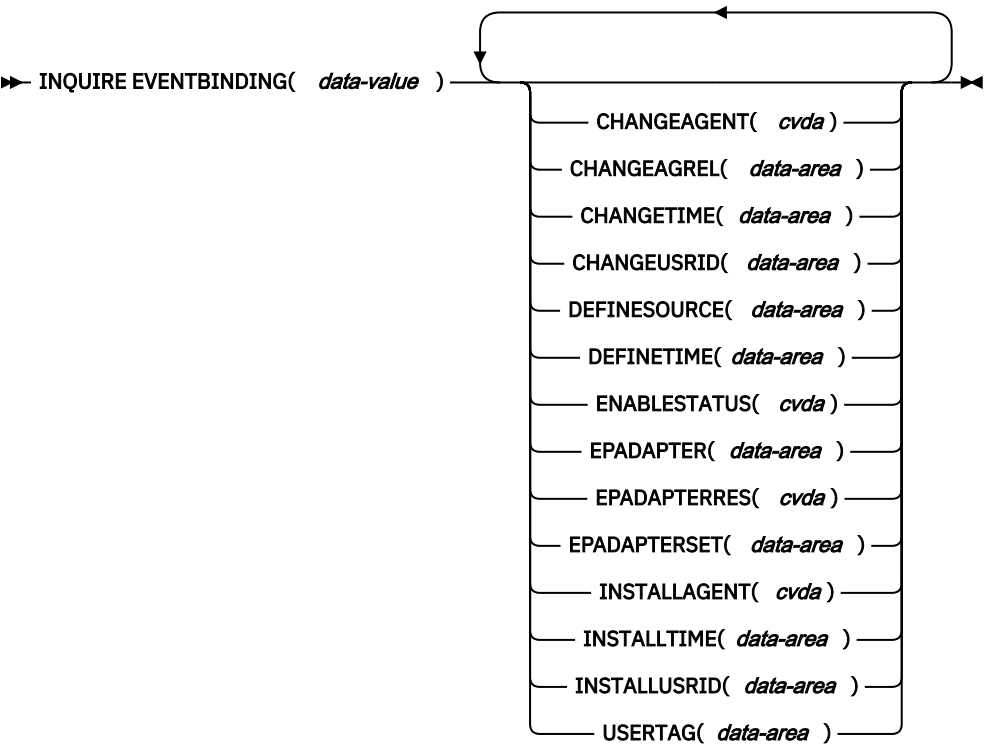 INQUIRE EVENTBINDING( data-value )
CHANGEAGENT( cvda )
CHANGEAGREL( data-area )
CHANGETIME( data-area )
CHANGEUSRID( data-area )
DEFINESOURCE( data-area )
DEFINETIME( data-area )
ENABLESTATUS( cvda )
EPADAPTER( data-area )
EPADAPTERRES( cvda )
EPADAPTERSET( data-area )
INSTALLAGENT( cvda )
INSTALLTIME( data-area )
INSTALLUSRID( data-area )
USERTAG( data-area )